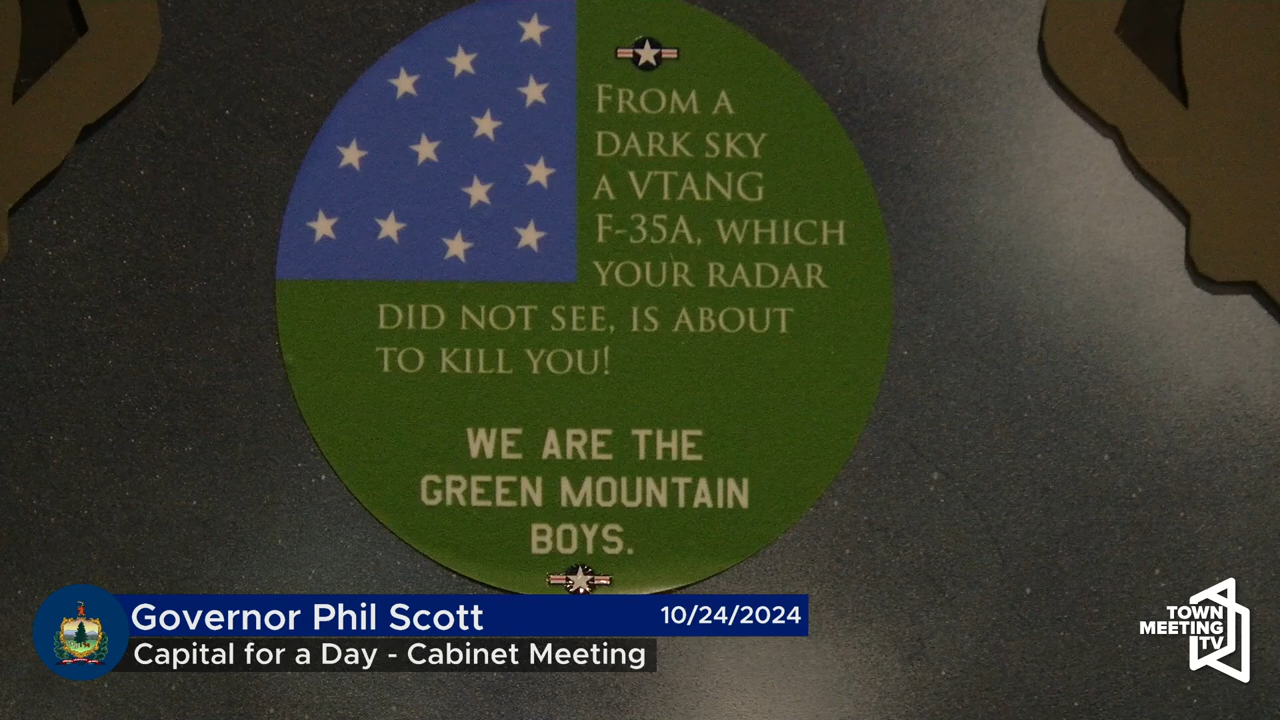 FROM A
DARK SKY
A VTANG
F-35A, WHICH
YOUR RADAR
DID NOT SEE, IS ABOUT
TO KILL YOU!
WE ARE THE
GREEN MOUNTAIN
BOYS.
Governor Phil Scott
10/24/2024
Capital for a Day - Cabinet Meeting
TOWN
MEETING
TV